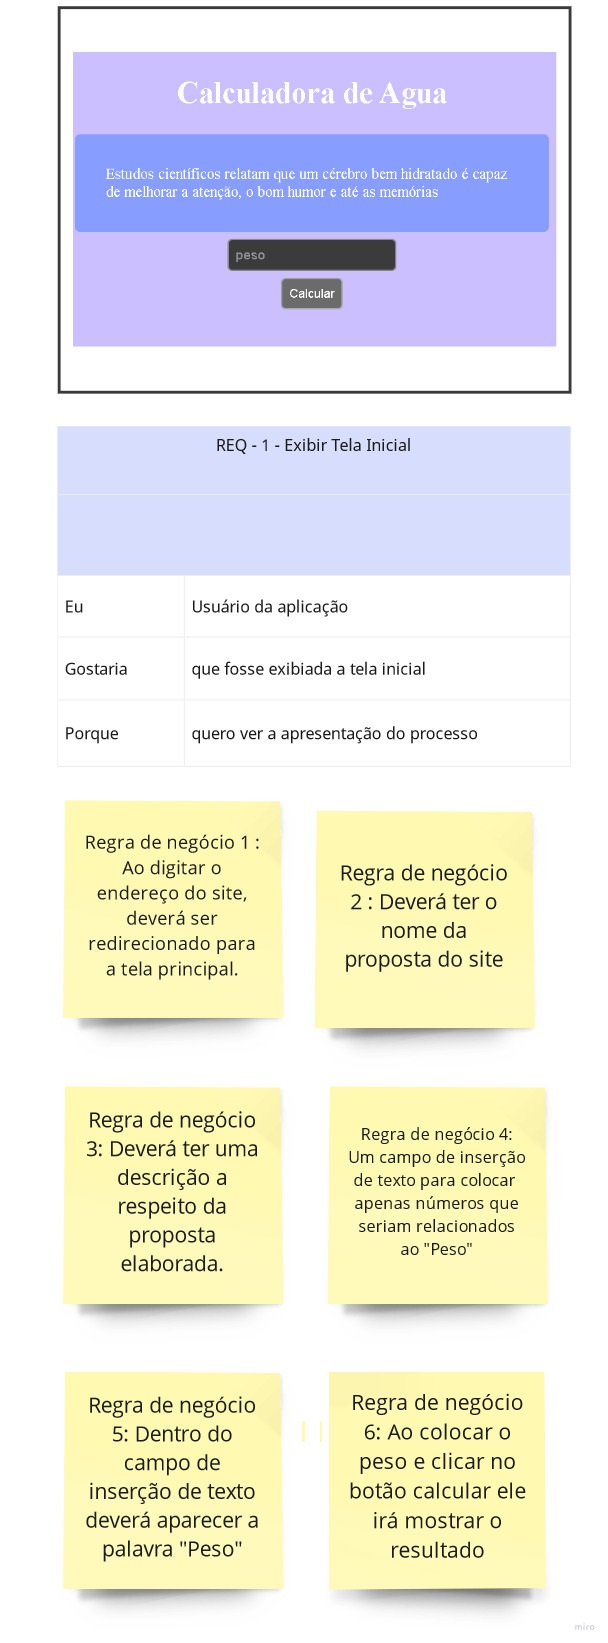 Calculadora de Agua
Estudos científicos relatam que um cérebro bem hidratado é capaz
de melhorar a atenção, o bom humor e até as memórias
peso
Calcular
REQ - 1 - Exibir Tela Inicial
Eu Usuário da aplicação
Gostaria que fosse exibiada a tela inicial
Porque quero ver a apresentação do processo
Regra de negócio 1 :
Ao digitar o
endereço do site,
deverá ser
redirecionado para
a tela principal.
Regra de negócio
2 : Deverá ter o
nome da
proposta do site
Regra de negócio
3: Deverá ter uma
descrição a
respeito da
proposta
elaborada.
Regra de negócio 4:
Um campo de inserção
de texto para colocar
apenas números que
seriam relacionados
ao "Peso"
Regra de negócio
5: Dentro do
campo de
inserção de texto
deverá aparecer a
palavra "Peso"
Regra de negócio
6: Ao colocar o
peso e clicar no
botão calcular ele
irá mostrar o
resultado
miro